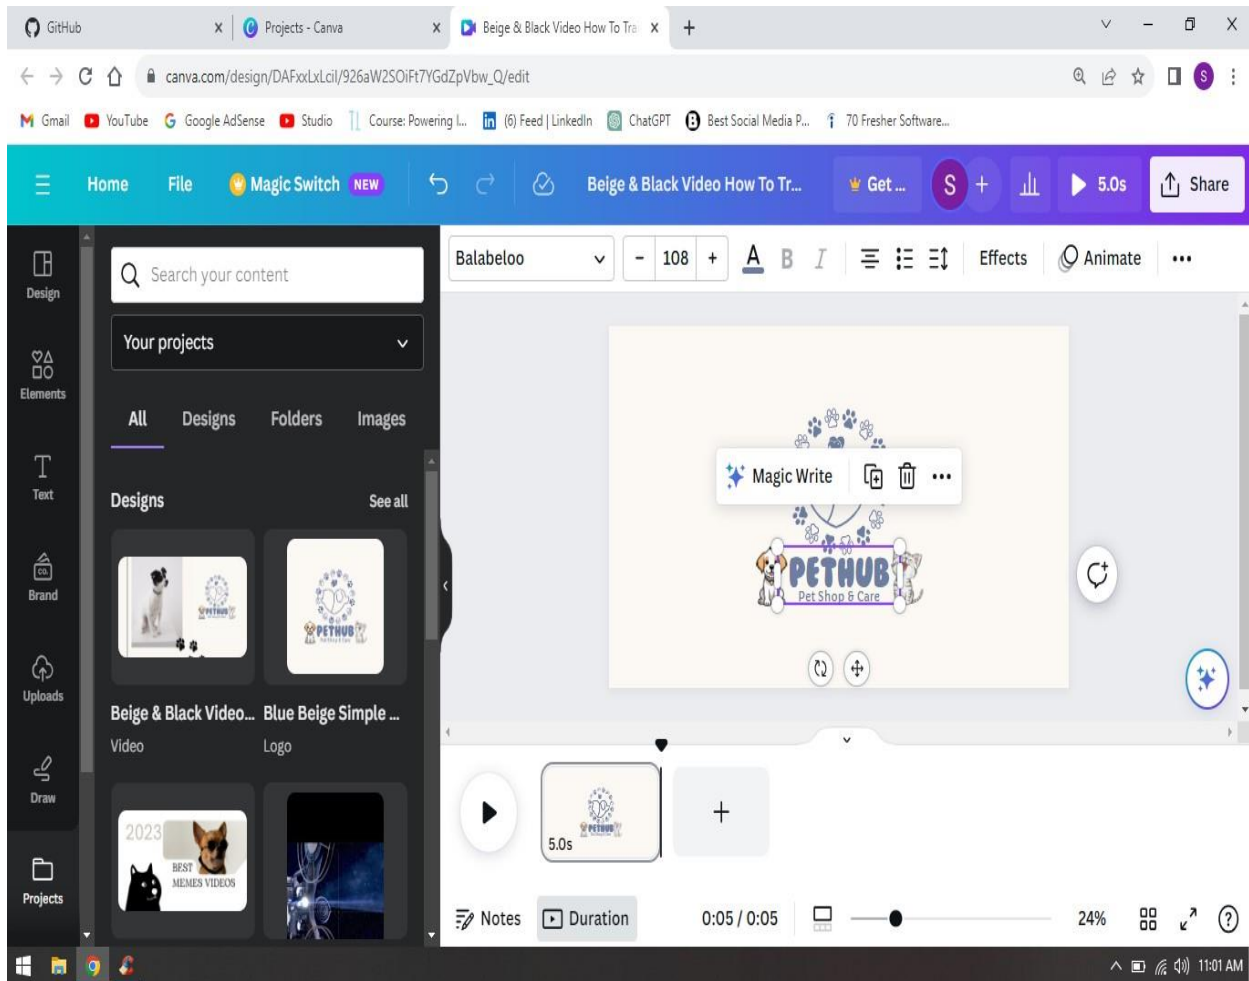 GitHub
Projects - Canva
Beige & Black Video How To Tra
canva.com/design/DAFxxLxLciI/926aW2SOiFt7YGdZpVbw_Q/edit
S
Gmail YouTube Google AdSense Studio Course: Powering I... (6) Feed | LinkedIn ChatGPT Best Social Media P... 70 Fresher Software...
Home File Magic Switch NEW Beige & Black Video How To Tr... Get ... S + 5.0s Share
Design
Elements
Text
CO.
Brand
Uploads
Draw
Projects
Search your content
Your projects
All Designs Folders Images
Designs See all
PETHUB
PETHUB
Beige & Black Video... Blue Beige Simple ...
Video Logo
2023
BEST
MEMES VIDEOS
Balabeloo - 108 + A B I Effects Animate
Magic Write
PETHUB
Pet Shop & Care
PETHUB
5.0s
Notes Duration 0:05 / 0:05 24%
11:01 AM